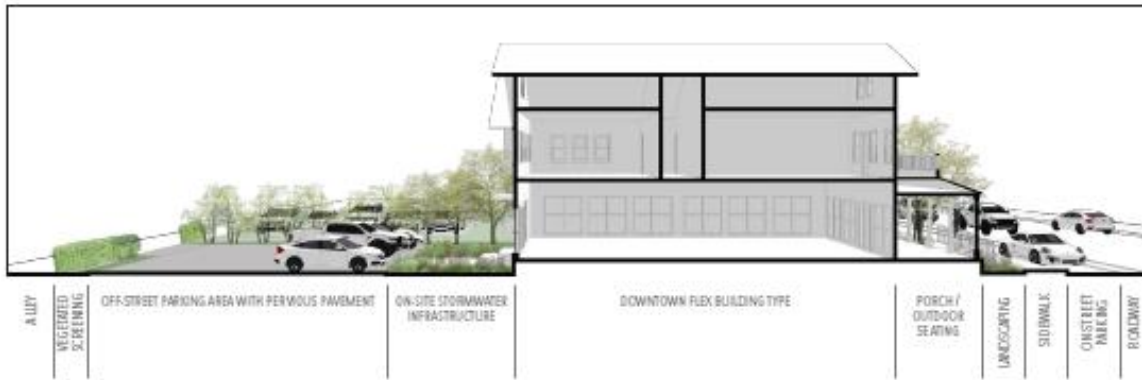 ALLEY
VEGETATED
SCREENING
OFF-STREET PARKING AREA WITH PERVIOUS PAVEMENT
ON-SITE STORMWATER
INFRASTRUCTURE
DOWNTOWN FLEX BUILDING TYPE
PORCH /
OUTDOOR
SEATING
LANDSCAPING
SIDEWALK
ON-STREET
PARKING
ROADWAY